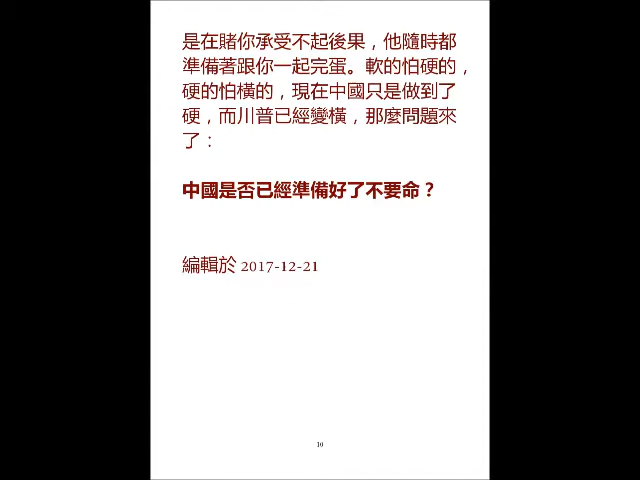 是在賭你承受不起後果，他隨時都
準備著跟你一起完蛋。軟的怕硬的，
硬的怕橫的，現在中國只是做到了
硬，而川普已經變橫，那麼問題來
了：
中國是否已經準備好了不要命？
編輯於 2017-12-21
10